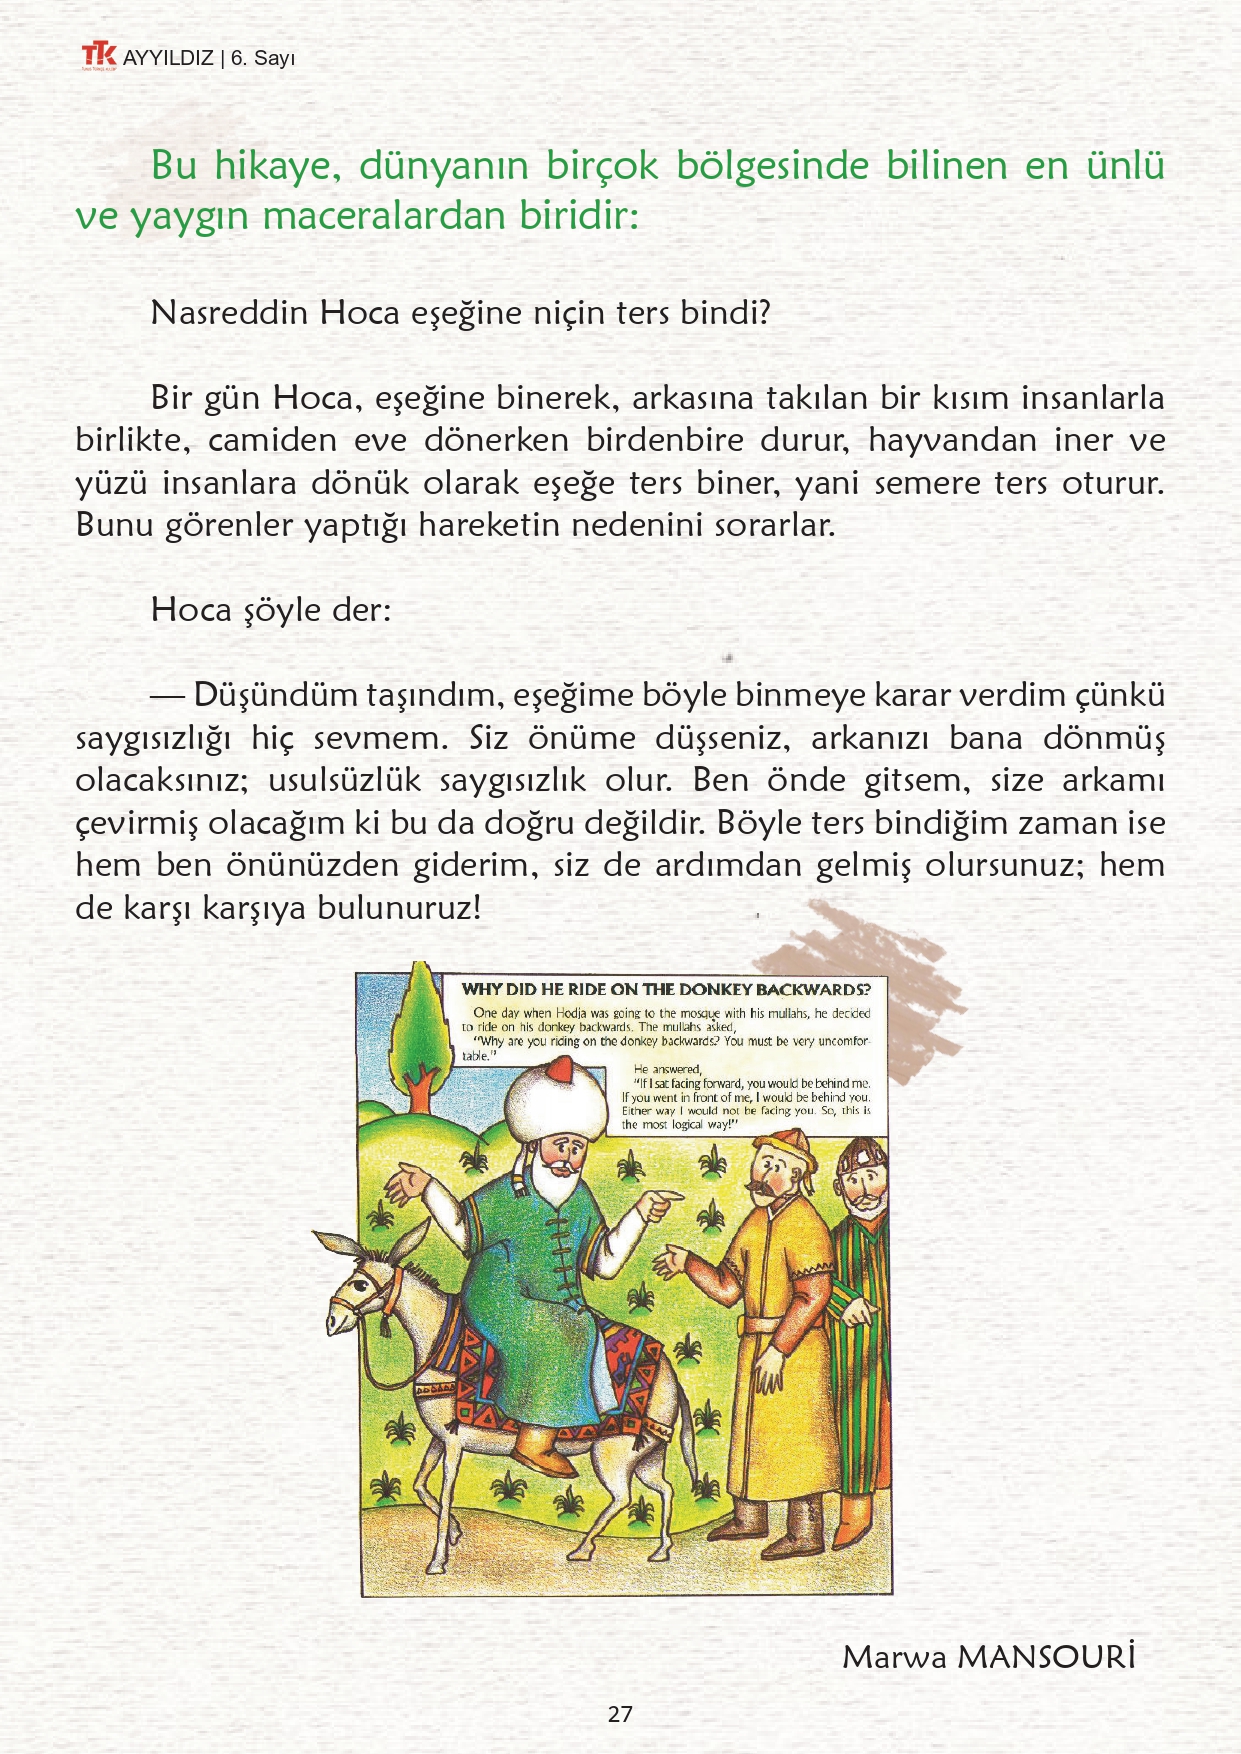 TTK AYYILDIZ | 6. Sayı
Bu hikaye, dünyanın birçok bölgesinde bilinen en ünlü
ve yaygın maceralardan biridir:
Nasreddin Hoca eşeğine niçin ters bindi?
Bir gün Hoca, eşeğine binerek, arkasına takılan bir kısım insanlarla
birlikte, camiden eve dönerken birdenbire durur, hayvandan iner ve
yüzü insanlara dönük olarak eşeğe ters biner, yani semere ters oturur.
Bunu görenler yaptığı hareketin nedenini sorarlar.
Hoca şöyle der:
— Düşündüm taşındım, eşeğime böyle binmeye karar verdim çünkü
saygısızlığı hiç sevmem. Siz önüme düşseniz, arkanızı bana dönmüş
olacaksınız; usulsüzlük saygısızlık olur. Ben önde gitsem, size arkamı
çevirmiş olacağım ki bu da doğru değildir. Böyle ters bindiğim zaman ise
hem ben önünüzden giderim, siz de ardımdan gelmiş olursunuz; hem
de karşı karşıya bulunuruz!
WHY DID HE RIDE ON THE DONKEY BACKWARDS?
One day when Hodja was going to the mosque with his mullahs, he decided
to ride on his donkey backwards. The mullahs asked,
"Why are you riding on the donkey backwards? You must be very uncomfor-
table."
He answered,
"If I sat facing forward, you would be behind me.
If you went in front of me, I would be behind you.
Either way I would not be facing you. So, this is
the most logical way!"
Marwa MANSOURİ
27